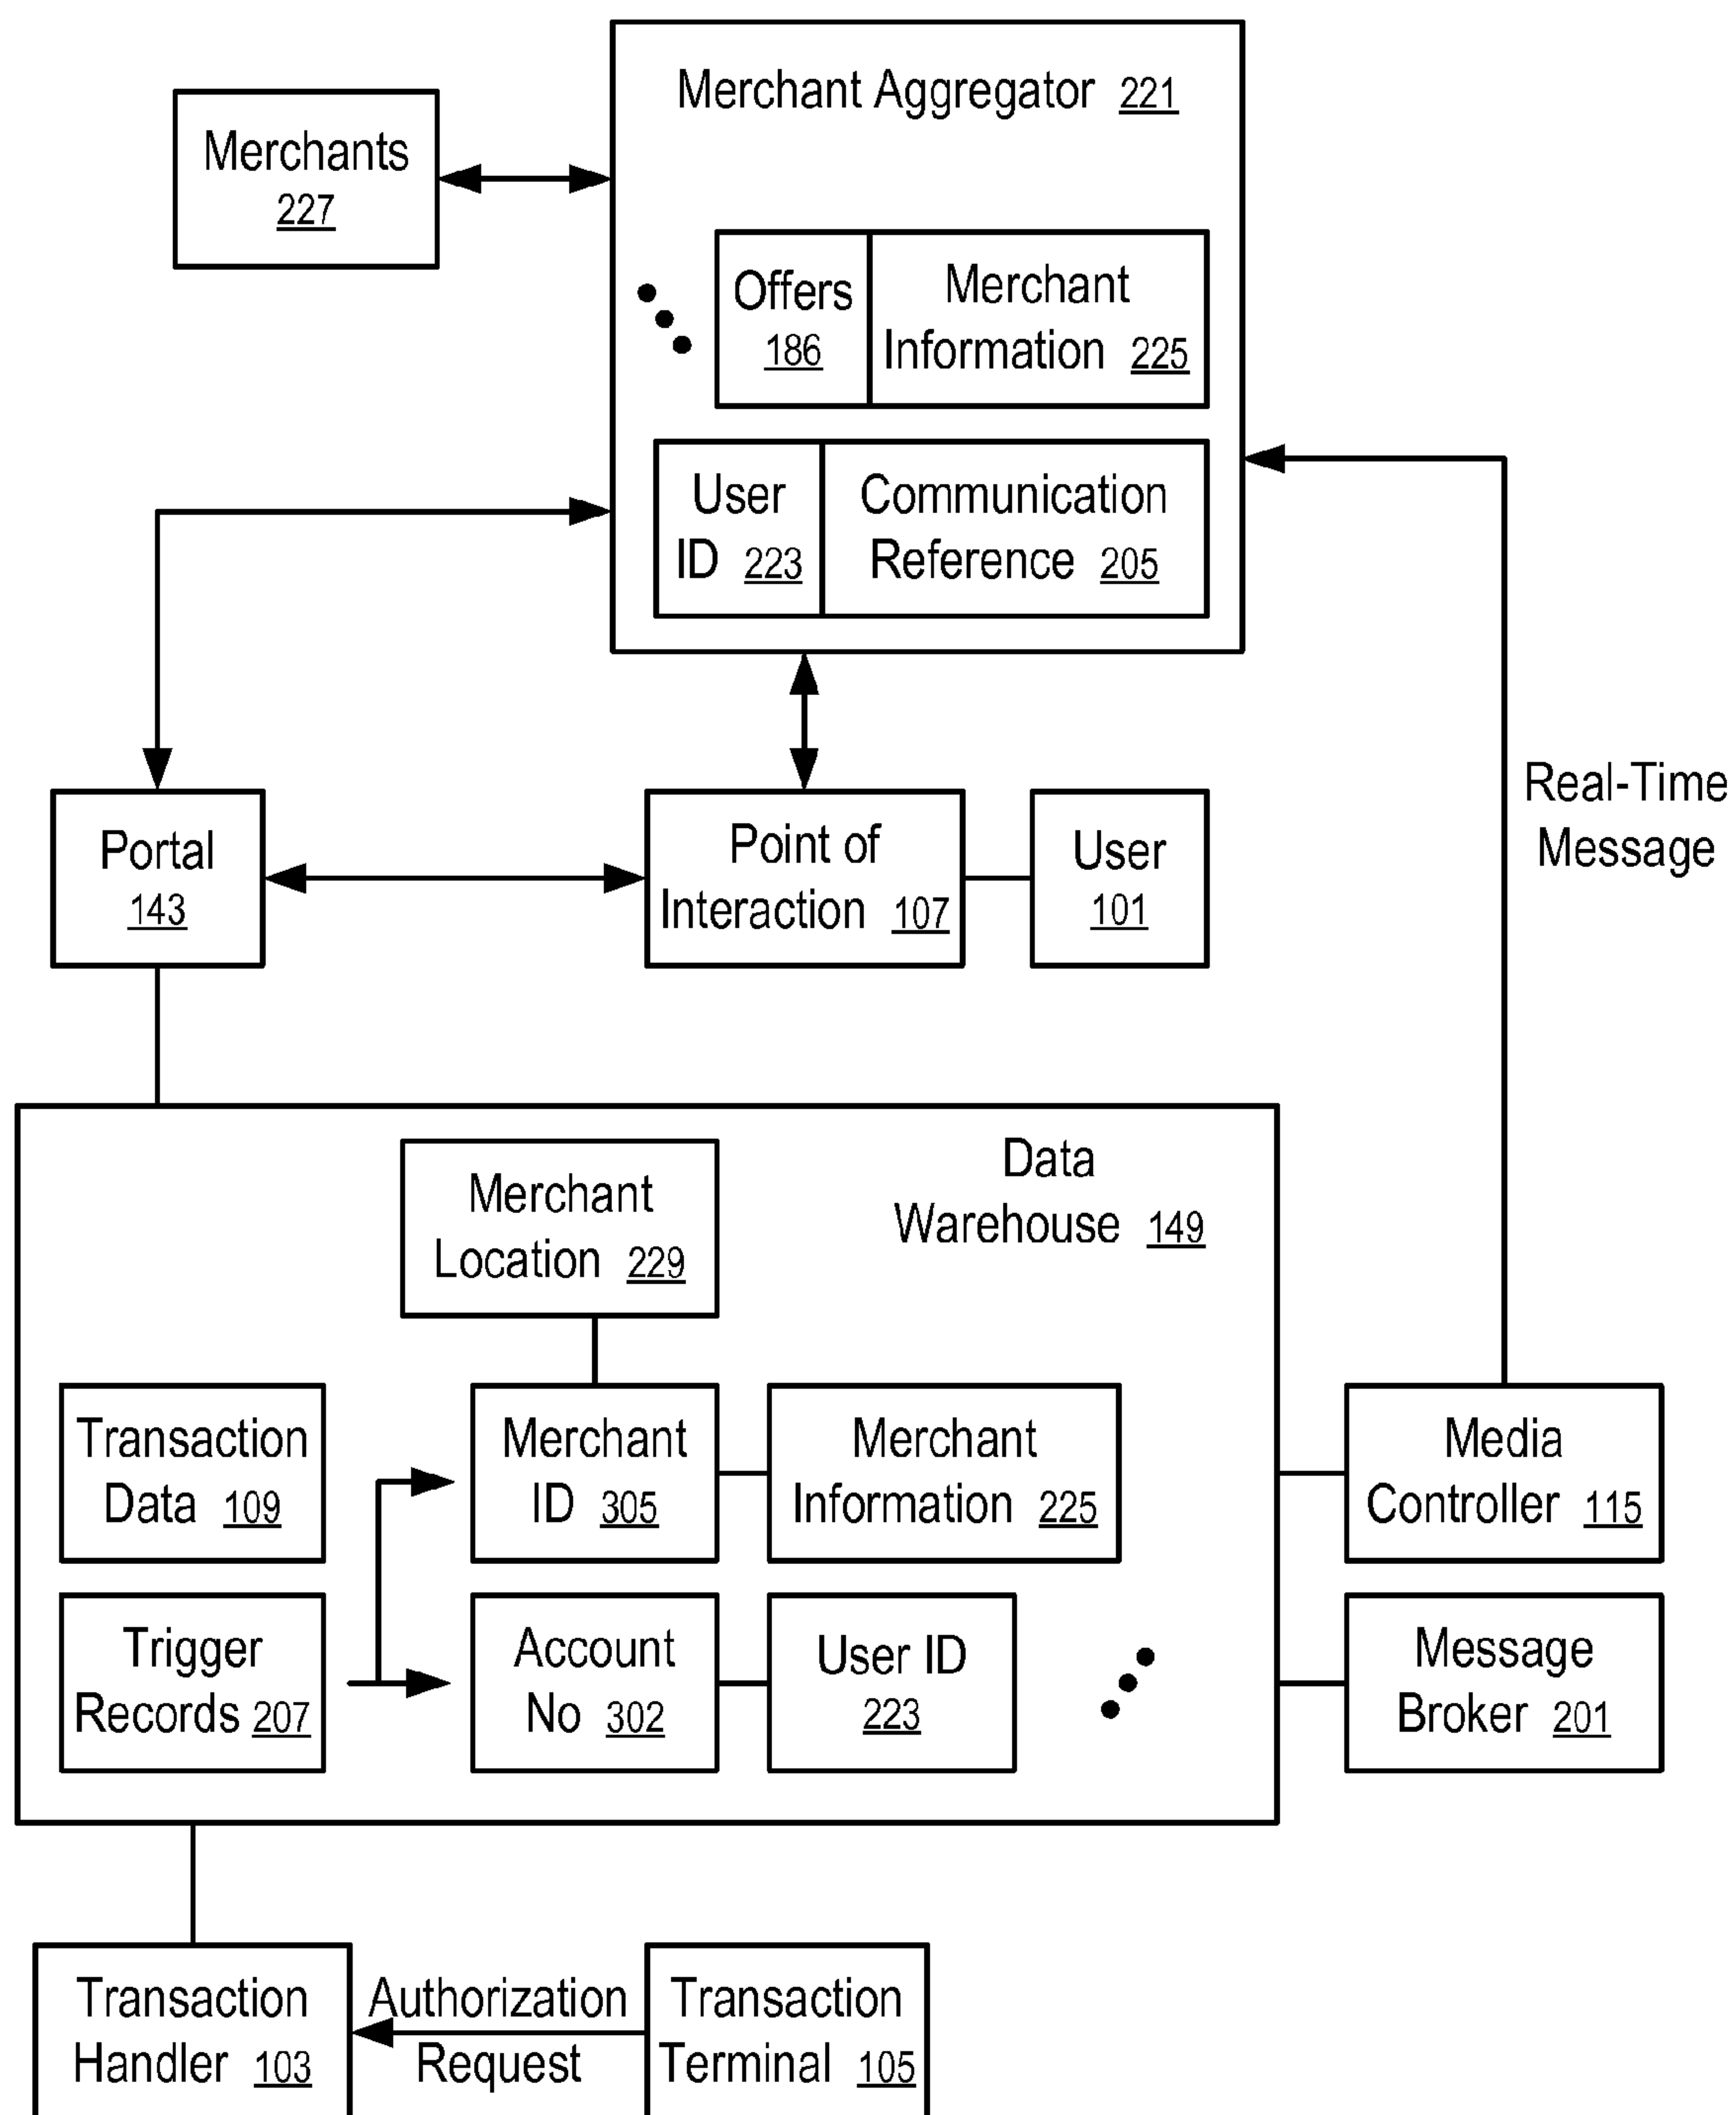 Merchant Aggregator 221
Merchants
227
Offers
186
Merchant
Information 225
User
ID 223
Communication
Reference 205
Real-Time
Message
Portal
143
Point of
Interaction 107
User
101
Data
Warehouse 149
Merchant
Location 229
Transaction
Data 109
Merchant
ID 305
Merchant
Information 225
Media
Controller 115
Trigger
Records 207
Account
No 302
User ID
223
Message
Broker 201
Transaction
Handler 103
Authorization
Request
Transaction
Terminal 105